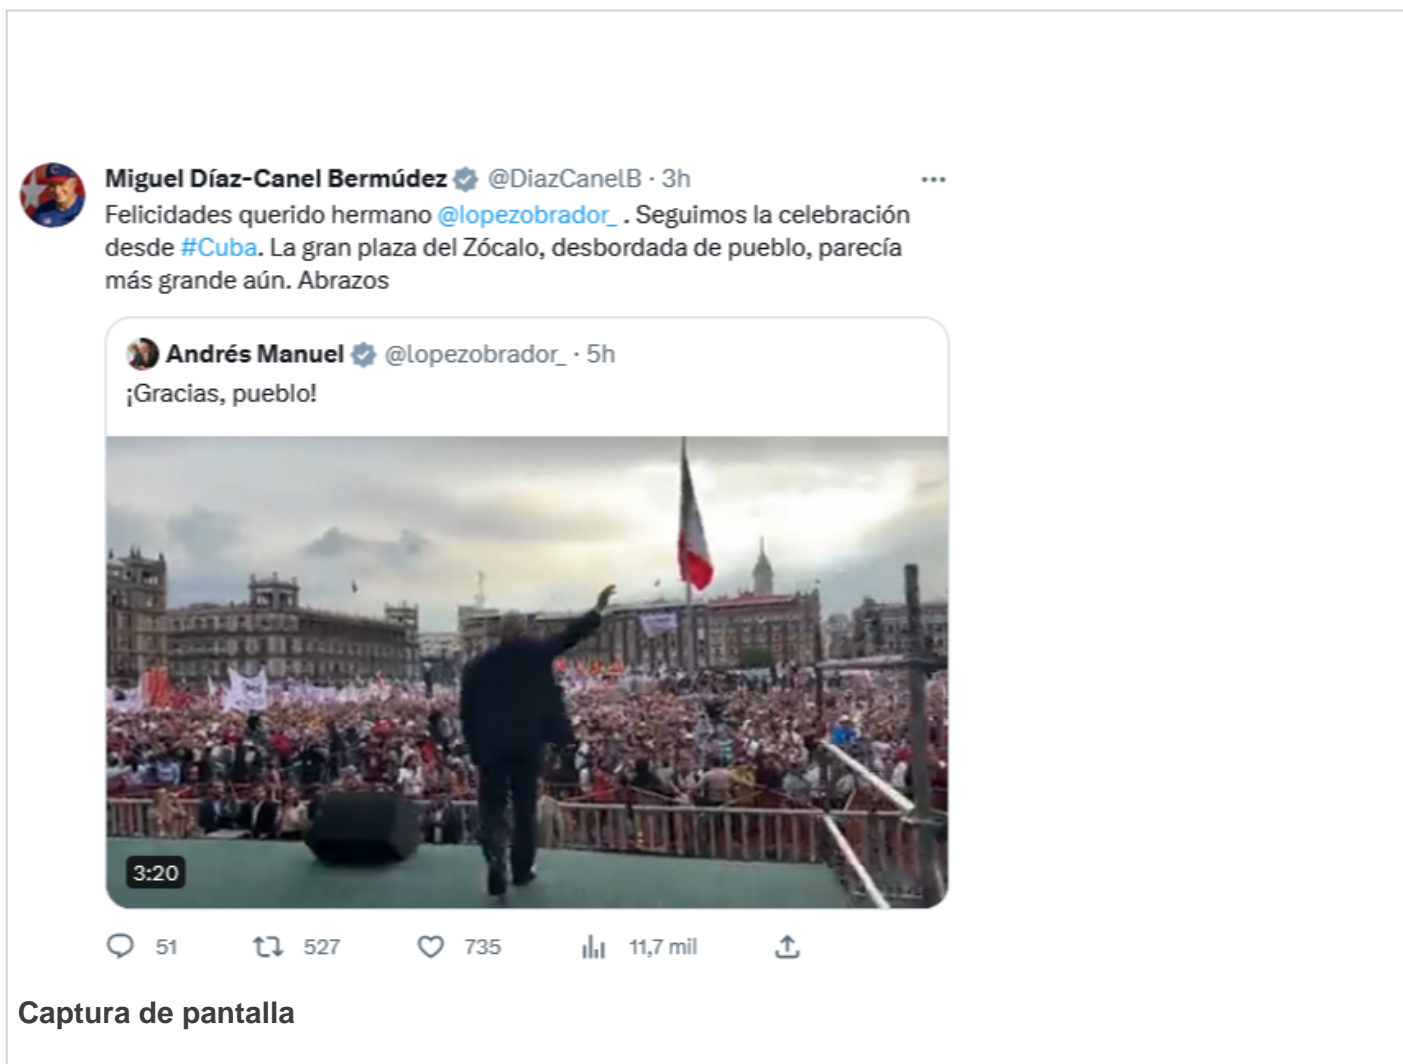 Miguel Díaz-Canel Bermúdez @DiazCanelB · 3h
Felicidades querido hermano @lopezobrador_ . Seguimos la celebración
desde #Cuba. La gran plaza del Zócalo, desbordada de pueblo, parecía
más grande aún. Abrazos
Andrés Manuel @lopezobrador_ · 5h
¡Gracias, pueblo!
3:20
51 527 735 11,7 mil
Captura de pantalla